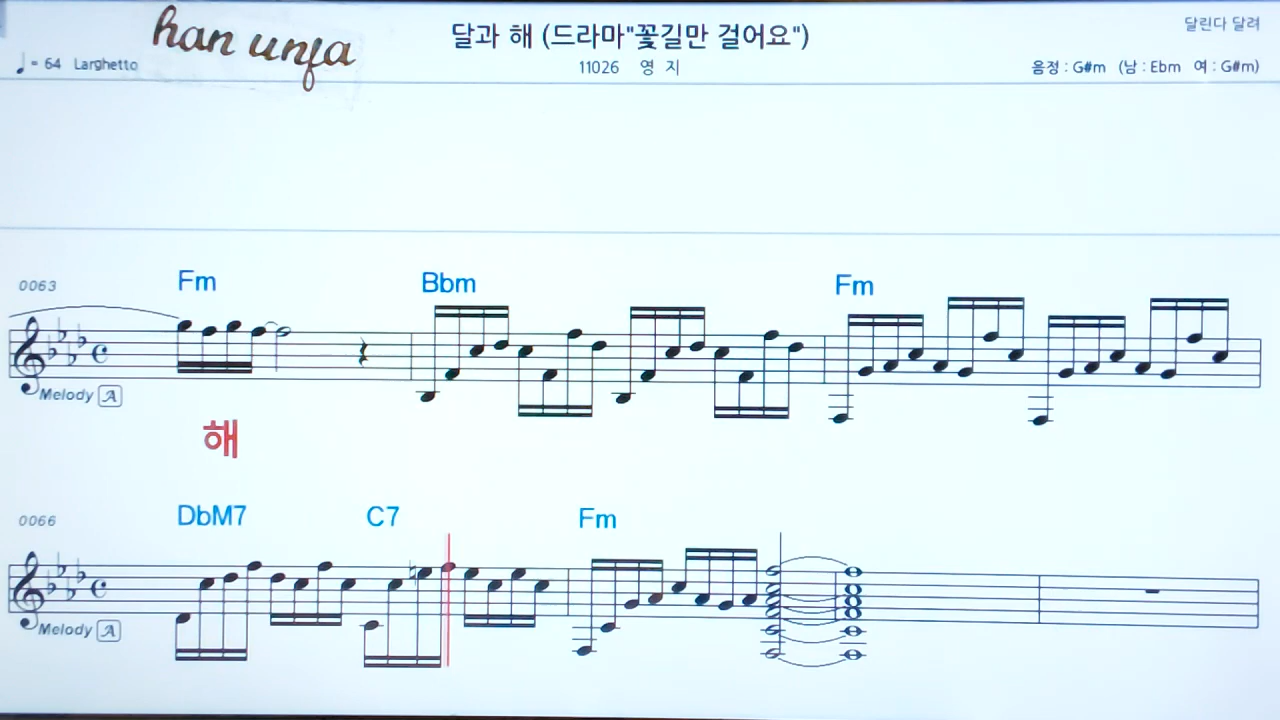 han unja
달과 해 (드라마"꽃길만 걸어요")
달린다 달려
♩= 64 Larghetto
11026 영 지
음정 : G#m (남 : Ebm 여 : G#m)
0063 Fm Bbm Fm
Melody A
해
0066 DbM7 C7 Fm
Melody A